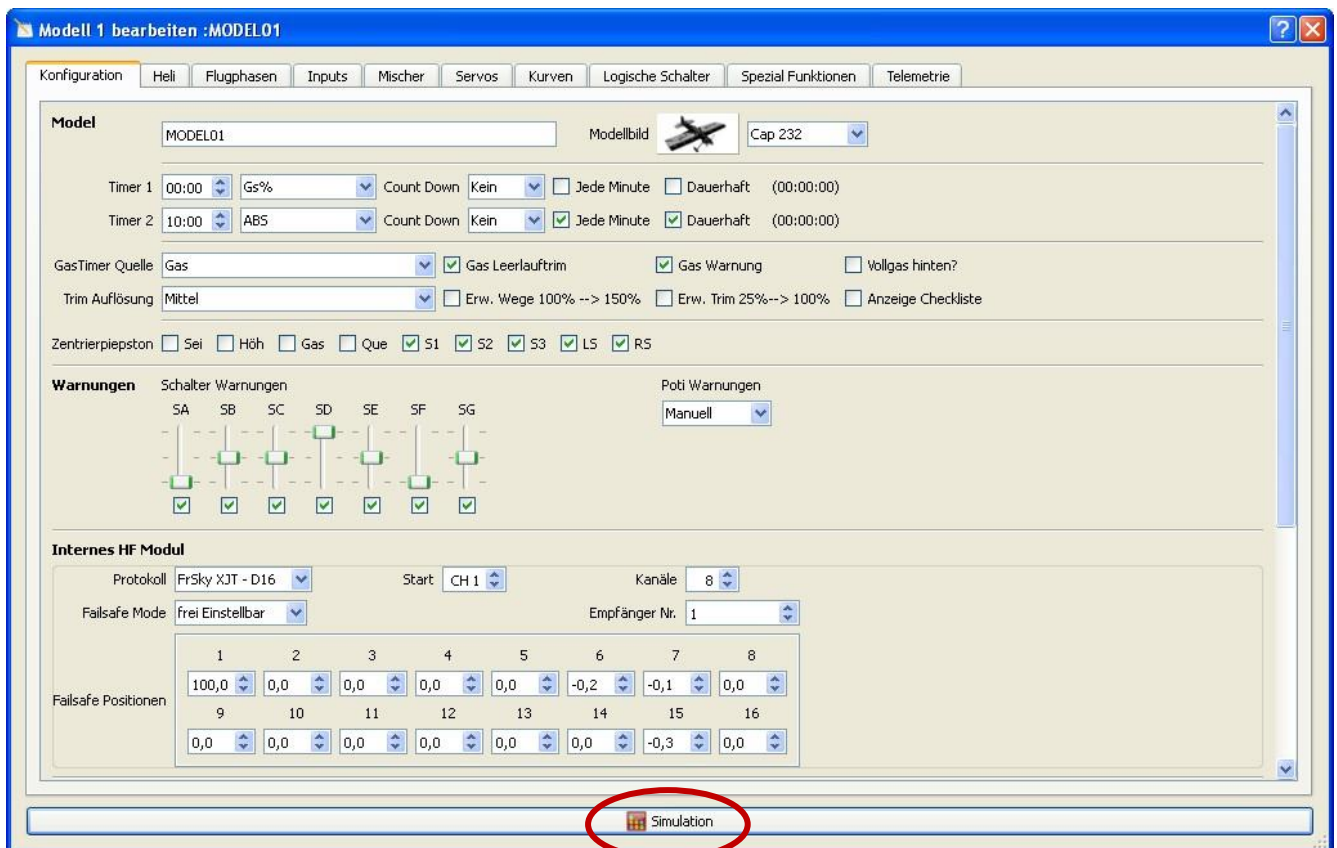 Modell 1 bearbeiten :MODEL01
Konfiguration Heli Flugphasen Inputs Mischer Servos Kurven Logische Schalter Spezial Funktionen Telemetrie
Model MODEL01 Modellbild Cap 232
Timer 1 00:00 Gs% Count Down Kein Jede Minute Dauerhaft (00:00:00)
Timer 2 10:00 ABS Count Down Kein Jede Minute Dauerhaft (00:00:00)
GasTimer Quelle Gas Gas Leerlauftrim Gas Warnung Vollgas hinten?
Trim Auflösung Mittel Erw. Wege 100% --> 150% Erw. Trim 25%--> 100% Anzeige Checkliste
Zentrierpiepston Sei Höh Gas Que S1 S2 S3 LS RS
Warnungen Schalter Warnungen Poti Warnungen
SA SB SC SD SE SF SG
Manuell
Internes HF Modul
Protokoll FrSky XJT - D16 Start CH 1 Kanäle 8
Failsafe Mode frei Einstellbar Empfänger Nr. 1
1 2 3 4 5 6 7 8
100,0 0,0 0,0 0,0 0,0 -0,2 -0,1 0,0
Failsafe Positionen
9 10 11 12 13 14 15 16
0,0 0,0 0,0 0,0 0,0 0,0 -0,3 0,0
Simulation